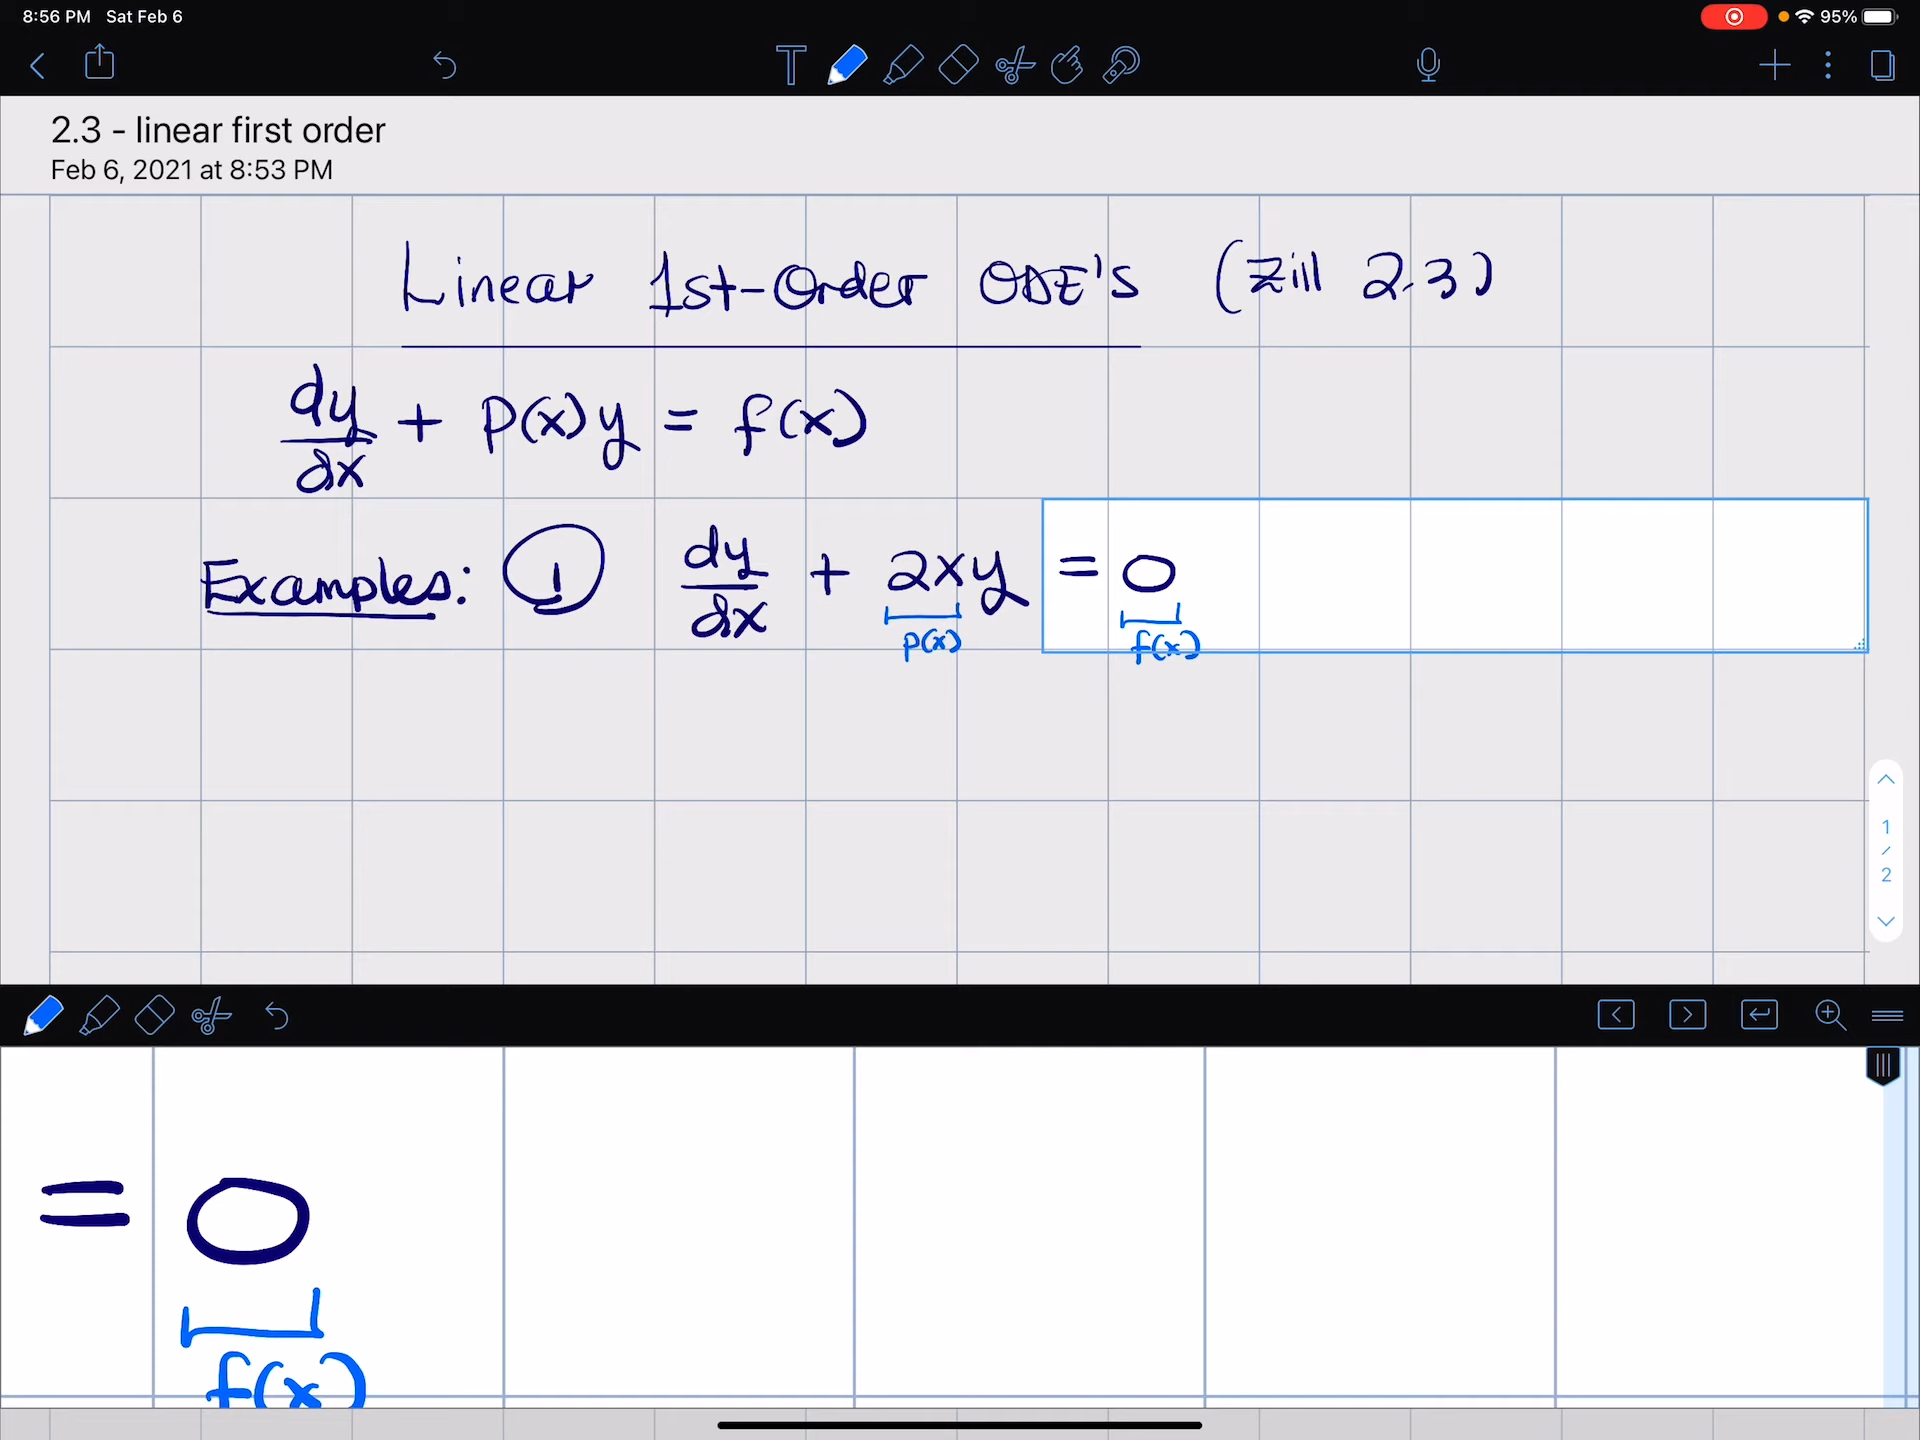 8:56 PM Sat Feb 6 95%
T
2.3 - linear first order
Feb 6, 2021 at 8:53 PM
Linear 1st-Order ODE's (Zill 2.3)
dy/dx + P(x)y = f(x)
Examples: ① dy/dx + 2xy = 0
P(x) f(x)
1
/
2
= 0
f(x)